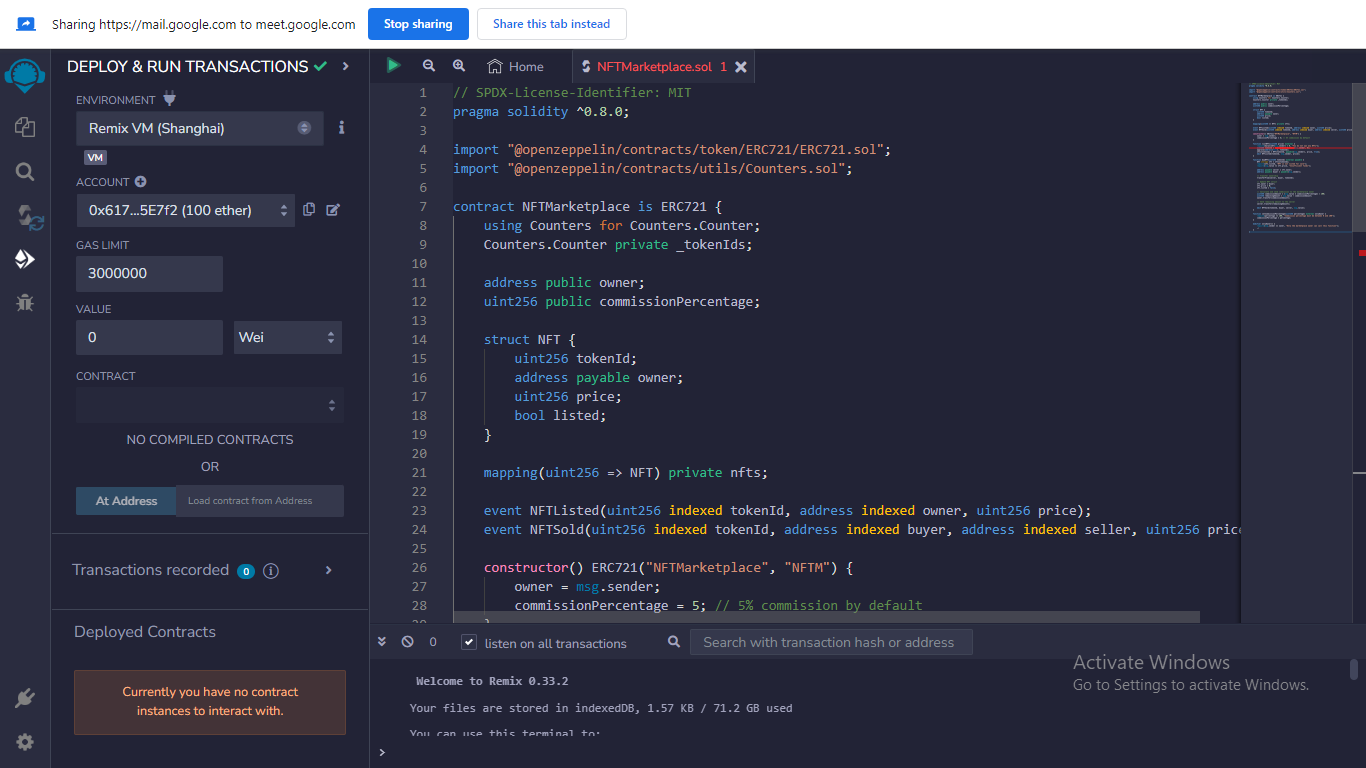 Sharing https://mail.google.com to meet.google.com
Stop sharing
Share this tab instead
DEPLOY & RUN TRANSACTIONS
ENVIRONMENT
Remix VM (Shanghai)
VM
ACCOUNT
0x617...5E7f2 (100 ether)
GAS LIMIT
3000000
VALUE
0
Wei
CONTRACT
NO COMPILED CONTRACTS
OR
At Address
Load contract from Address
Transactions recorded 0
Deployed Contracts
Currently you have no contract
instances to interact with.
Home
NFTMarketplace.sol 1
1 // SPDX-License-Identifier: MIT
2 pragma solidity ^0.8.0;
3
4 import "@openzeppelin/contracts/token/ERC721/ERC721.sol";
5 import "@openzeppelin/contracts/utils/Counters.sol";
6
7 contract NFTMarketplace is ERC721 {
8 using Counters for Counters.Counter;
9 Counters.Counter private _tokenIds;
10
11 address public owner;
12 uint256 public commissionPercentage;
13
14 struct NFT {
15 uint256 tokenId;
16 address payable owner;
17 uint256 price;
18 bool listed;
19 }
20
21 mapping(uint256 => NFT) private nfts;
22
23 event NFTListed(uint256 indexed tokenId, address indexed owner, uint256 price);
24 event NFTSold(uint256 indexed tokenId, address indexed buyer, address indexed seller, uint256 price
25
26 constructor() ERC721("NFTMarketplace", "NFTM") {
27 owner = msg.sender;
28 commissionPercentage = 5; // 5% commission by default
29 }
0
listen on all transactions
Search with transaction hash or address
Welcome to Remix 0.33.2
Your files are stored in indexedDB, 1.57 KB / 71.2 GB used
You can use this terminal to:
>
Activate Windows
Go to Settings to activate Windows.